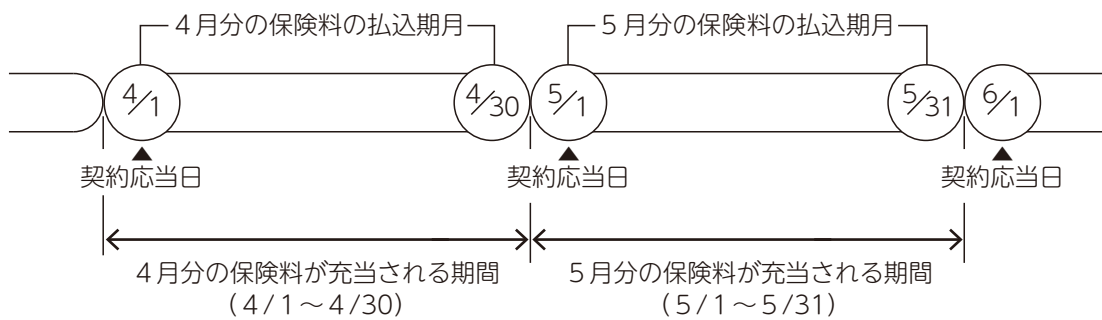 4月分の保険料の払込期月
5月分の保険料の払込期月
4/1
4/30
5/1
5/31
6/1
契約応当日
契約応当日
契約応当日
4月分の保険料が充当される期間
(4/1~4/30)
5月分の保険料が充当される期間
(5/1~5/31)